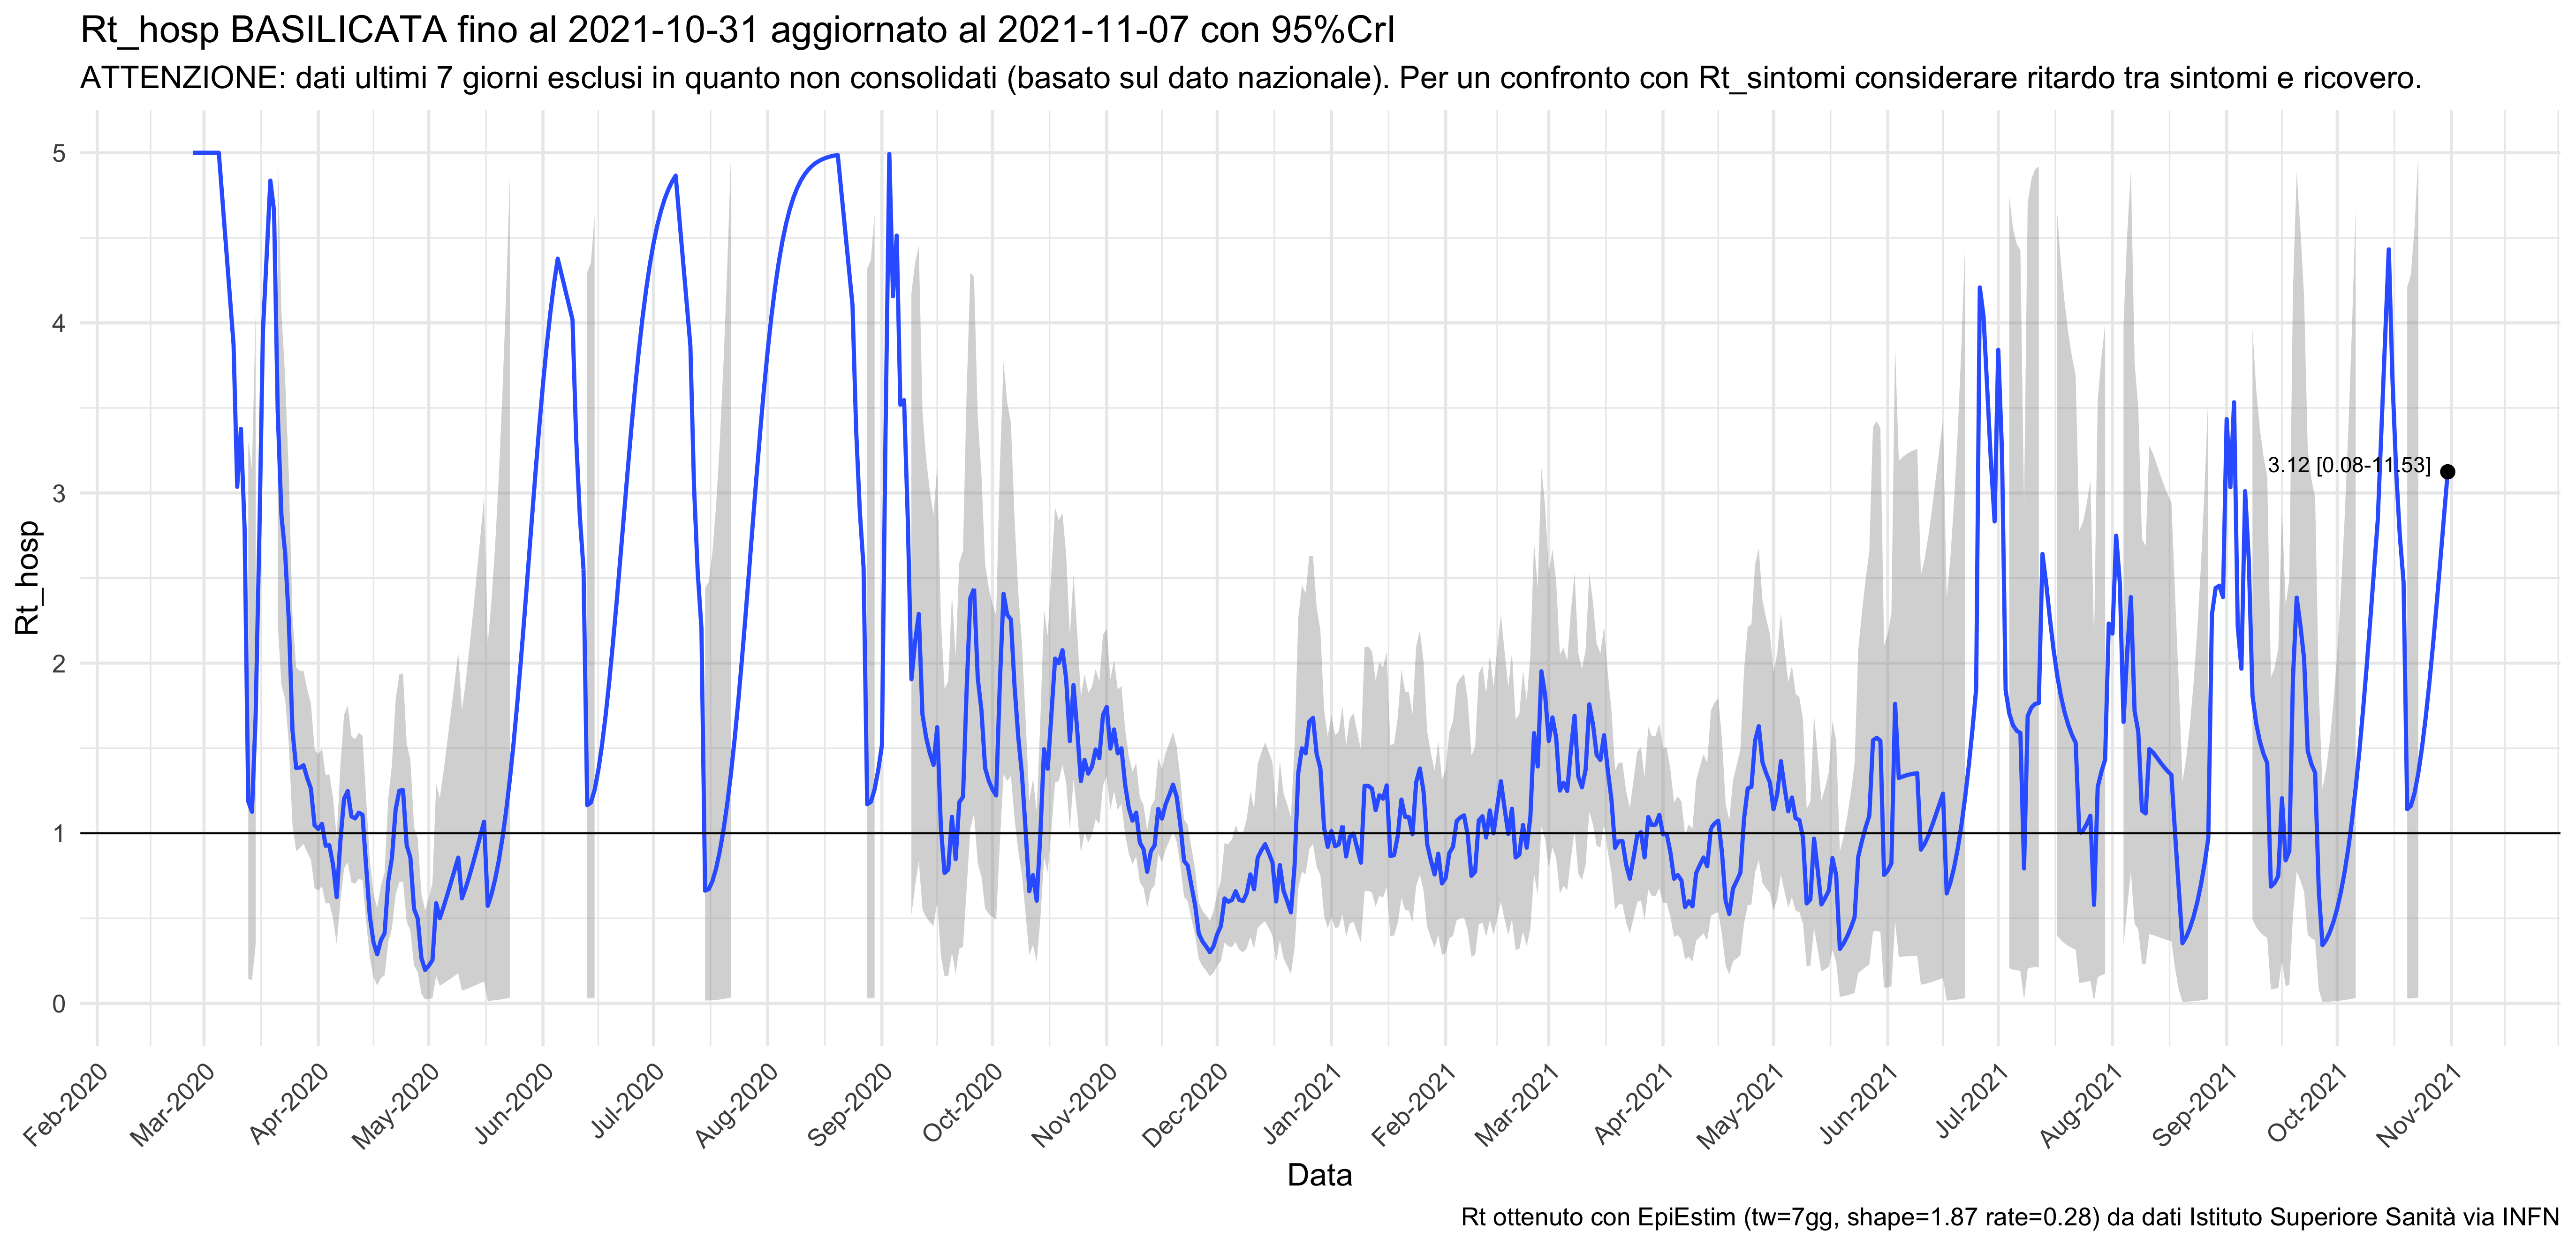 Rt_hosp BASILICATA fino al 2021-10-31 aggiornato al 2021-11-07 con 95%CrI
ATTENZIONE: dati ultimi 7 giorni esclusi in quanto non consolidati (basato sul dato nazionale). Per un confronto con Rt_sintomi considerare ritardo tra sintomi e ricovero.
5
4
3
2
1
0
Rt_hosp
3.12 [0.08-11.53]
Feb-2020
Mar-2020
Apr-2020
May-2020
Jun-2020
Jul-2020
Aug-2020
Sep-2020
Oct-2020
Nov-2020
Dec-2020
Jan-2021
Feb-2021
Mar-2021
Apr-2021
May-2021
Jun-2021
Jul-2021
Aug-2021
Sep-2021
Oct-2021
Nov-2021
Data
Rt ottenuto con EpiEstim (tw=7gg, shape=1.87 rate=0.28) da dati Istituto Superiore Sanità via INFN